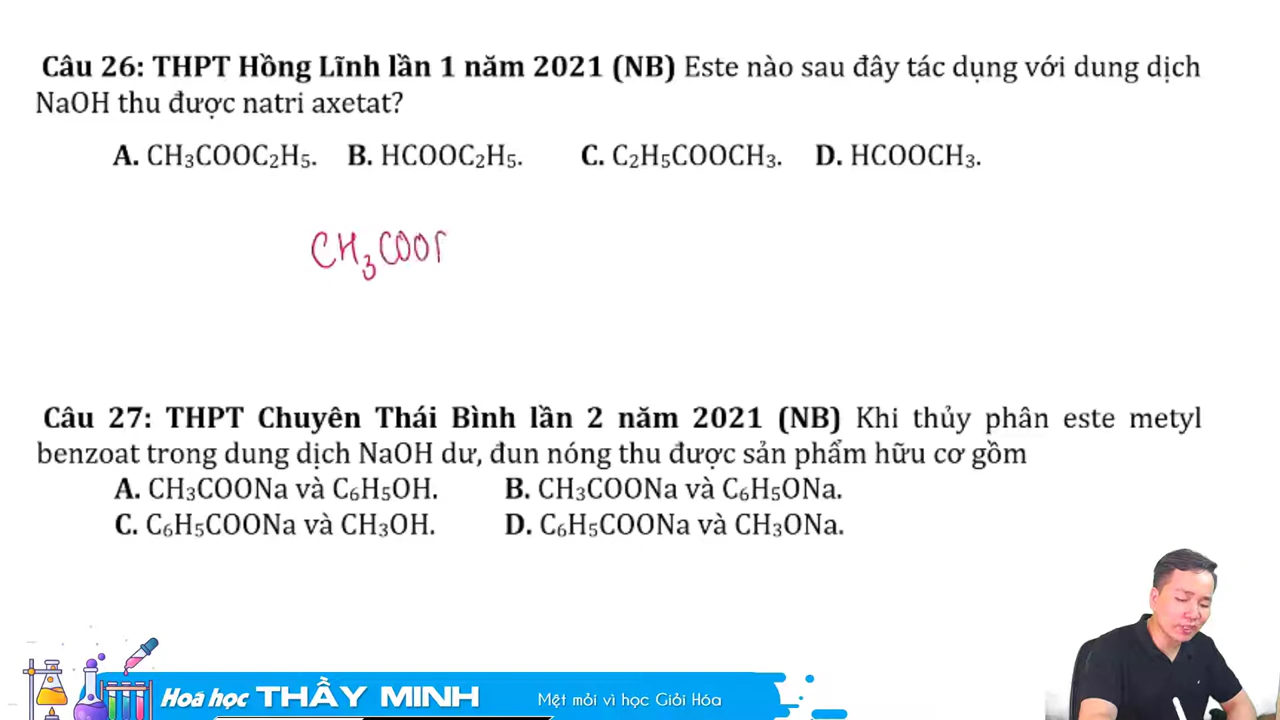 Câu 26: THPT Hồng Lĩnh lần 1 năm 2021 (NB) Este nào sau đây tác dụng với dung dịch
NaOH thu được natri axetat?
A. CH₃COOC₂H₅. B. HCOOC₂H₅. C. C₂H₅COOCH₃. D. HCOOCH₃.
CH₃COO
Câu 27: THPT Chuyên Thái Bình lần 2 năm 2021 (NB) Khi thủy phân este metyl
benzoat trong dung dịch NaOH dư, đun nóng thu được sản phẩm hữu cơ gồm
A. CH₃COONa và C₆H₅OH. B. CH₃COONa và C₆H₅ONa.
C. C₆H₅COONa và CH₃OH. D. C₆H₅COONa và CH₃ONa.
Hoá học THẦY MINH Mệt mỏi vì học Giỏi Hóa